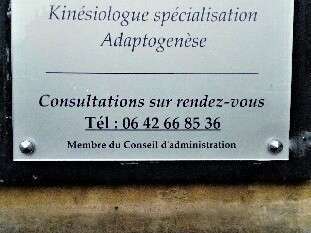 Kinésiologue spécialisation
Adaptogenèse
Consultations sur rendez-vous
Tél : 06 42 66 85 36
Membre du Conseil d'administration